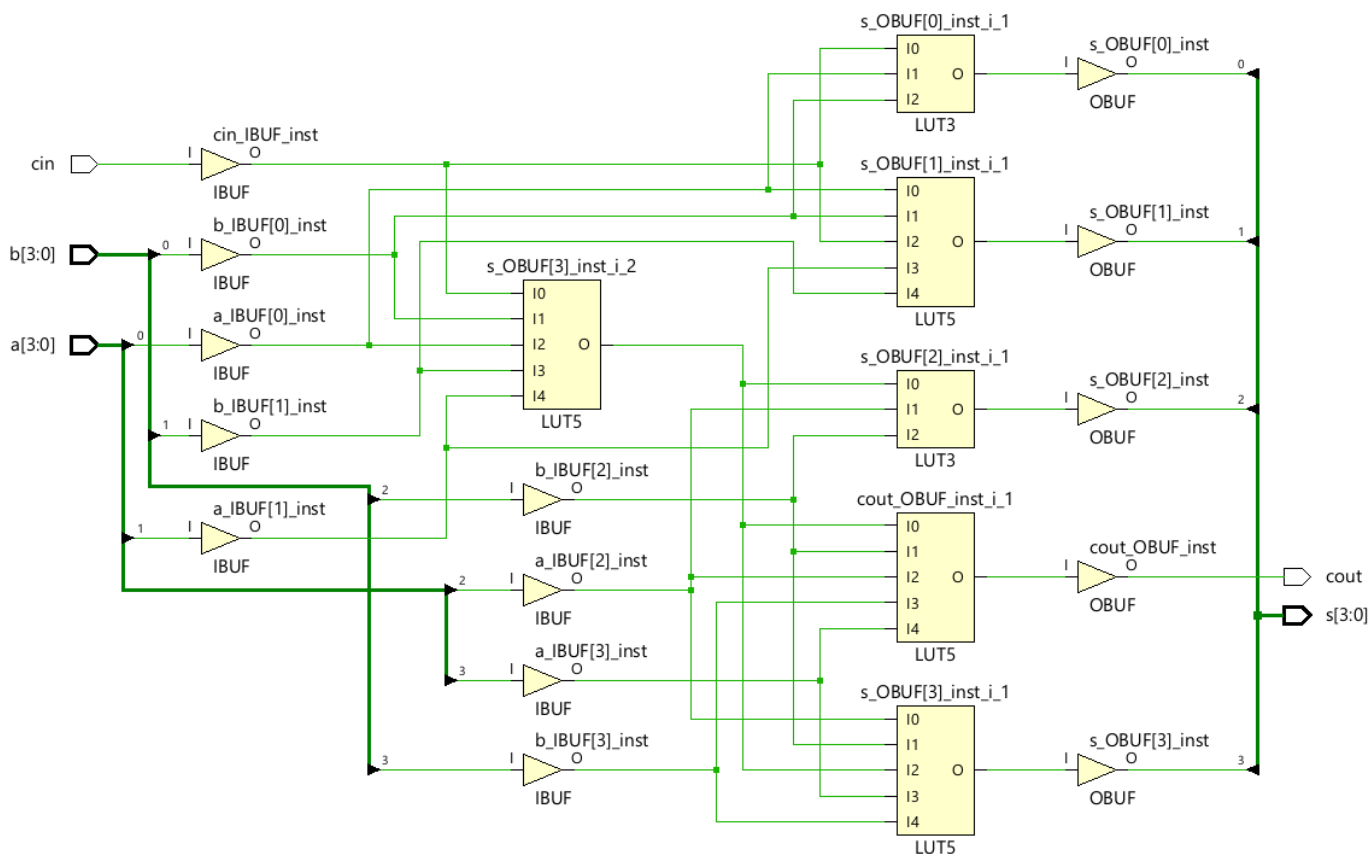 s_OBUF[0]_inst_i_1
I0
I1
I2
O
LUT3
s_OBUF[0]_inst
I
O
OBUF
0
cin
cin_IBUF_inst
I
O
IBUF
s_OBUF[1]_inst_i_1
I0
I1
I2
I3
I4
O
LUT5
s_OBUF[1]_inst
I
O
OBUF
1
b[3:0]
0
b_IBUF[0]_inst
I
O
IBUF
a[3:0]
0
a_IBUF[0]_inst
I
O
IBUF
s_OBUF[3]_inst_i_2
I0
I1
I2
I3
I4
O
LUT5
1
b_IBUF[1]_inst
I
O
IBUF
1
a_IBUF[1]_inst
I
O
IBUF
s_OBUF[2]_inst_i_1
I0
I1
I2
O
LUT3
s_OBUF[2]_inst
I
O
OBUF
2
2
b_IBUF[2]_inst
I
O
IBUF
2
a_IBUF[2]_inst
I
O
IBUF
3
a_IBUF[3]_inst
I
O
IBUF
3
b_IBUF[3]_inst
I
O
IBUF
cout_OBUF_inst_i_1
I0
I1
I2
I3
I4
O
LUT5
cout_OBUF_inst
I
O
OBUF
cout
s[3:0]
s_OBUF[3]_inst_i_1
I0
I1
I2
I3
I4
O
LUT5
s_OBUF[3]_inst
I
O
OBUF
3